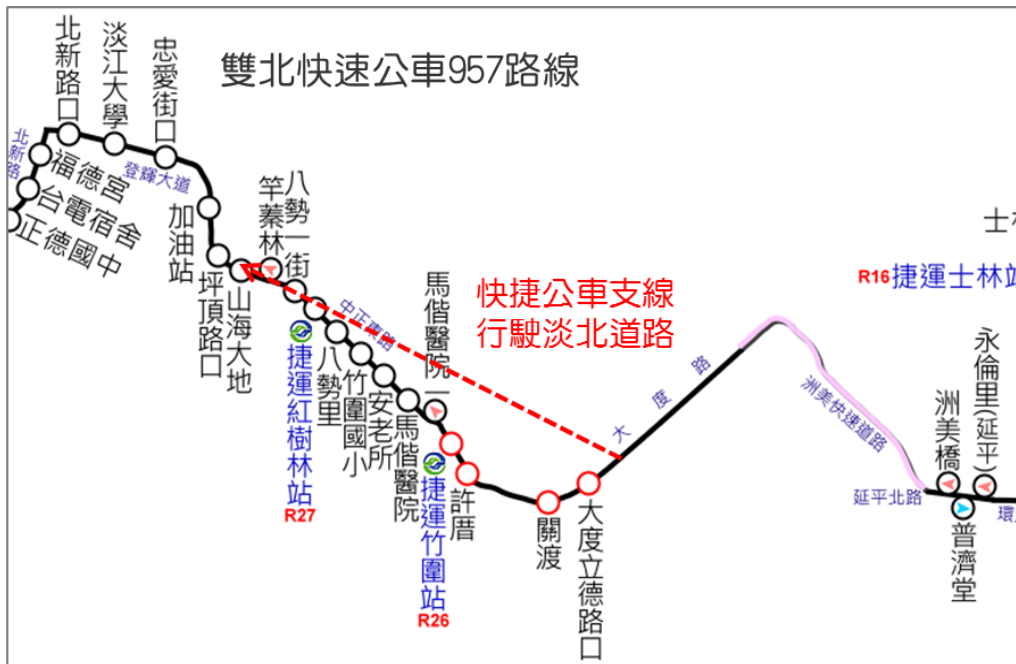 雙北快速公車957路線
北新路口
淡江大學
忠愛街口
北新路
福德宮
台電宿舍
正德國中
登輝大道
加油站
坪頂路口
山海大地
竿蓁林
八勢一街
捷運紅樹林站
R27
八勢里
竹圍國小
安老所
馬偕醫院
中正東路
馬偕醫院一
捷運竹圍站
R26
許厝
關渡
大度立德路口
快捷公車支線
行駛淡北道路
大度路
洲美快速道路
延平北路
洲美橋
永倫里(延平)
普濟堂
環
士林
R16捷運士林站